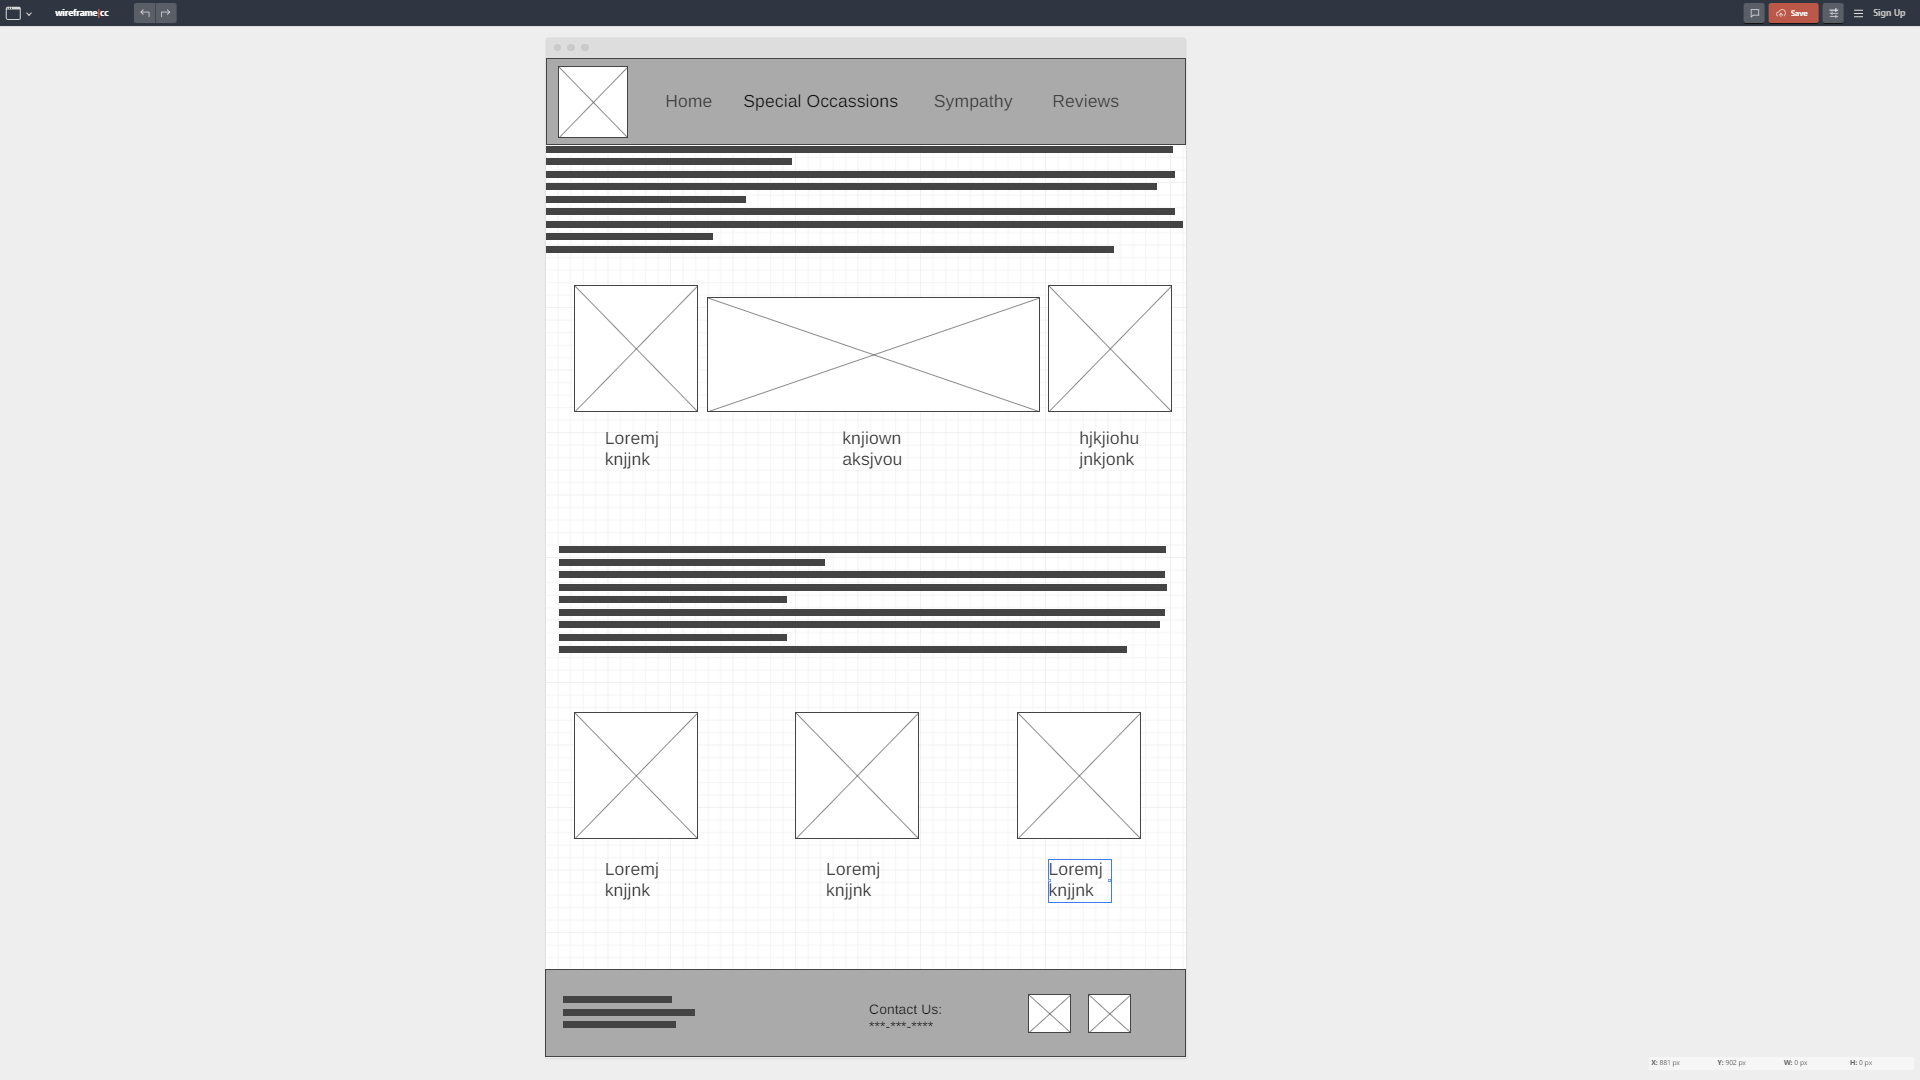 wireframe|cc
Save
Sign Up
Home Special Occassions Sympathy Reviews
Loremj
knjjnk
knjiown
aksjvou
hjkjiohu
jnkjonk
Loremj
knjjnk
Loremj
knjjnk
Loremj
knjjnk
Contact Us:
***-***-****
X: 881 px Y: 902 px W: 0 px H: 0 px